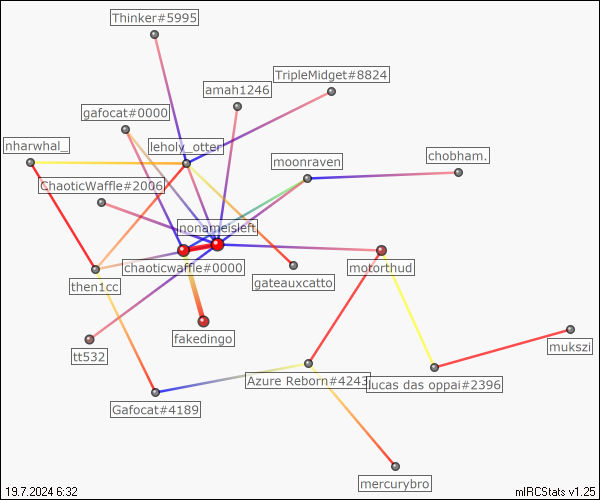 Thinker#5995
TripleMidget#8824
amah1246
gafocat#0000
nharwhal_
leholy_otter
moonraven
chobham.
ChaoticWaffle#2006
nonameisleft
chaoticwaffle#0000
motorthud
then1cc
gateauxcatto
fakedingo
tt532
mukszi
Azure Reborn#4243
lucas das oppai#2396
Gafocat#4189
mercurybro
19.7.2024 6:32
mIRCStats v1.25